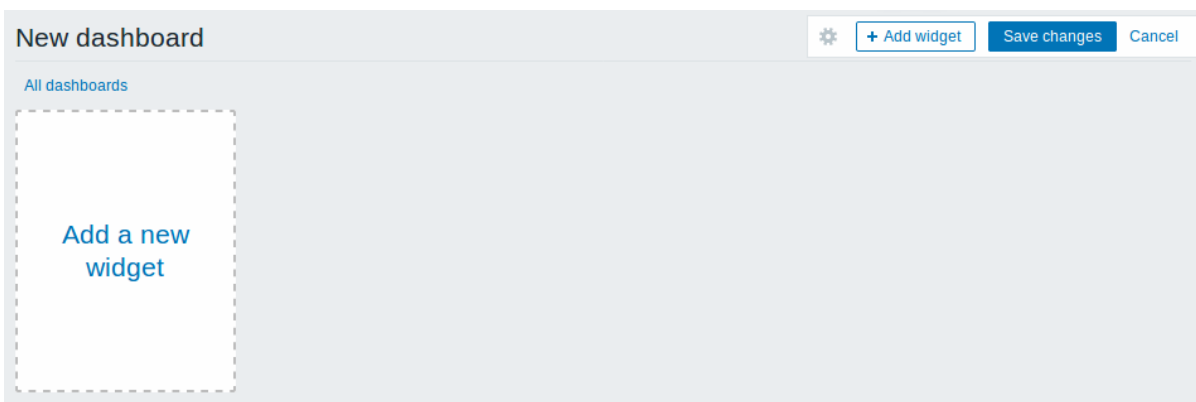 New dashboard
+ Add widget
Save changes
Cancel
All dashboards
Add a new
widget